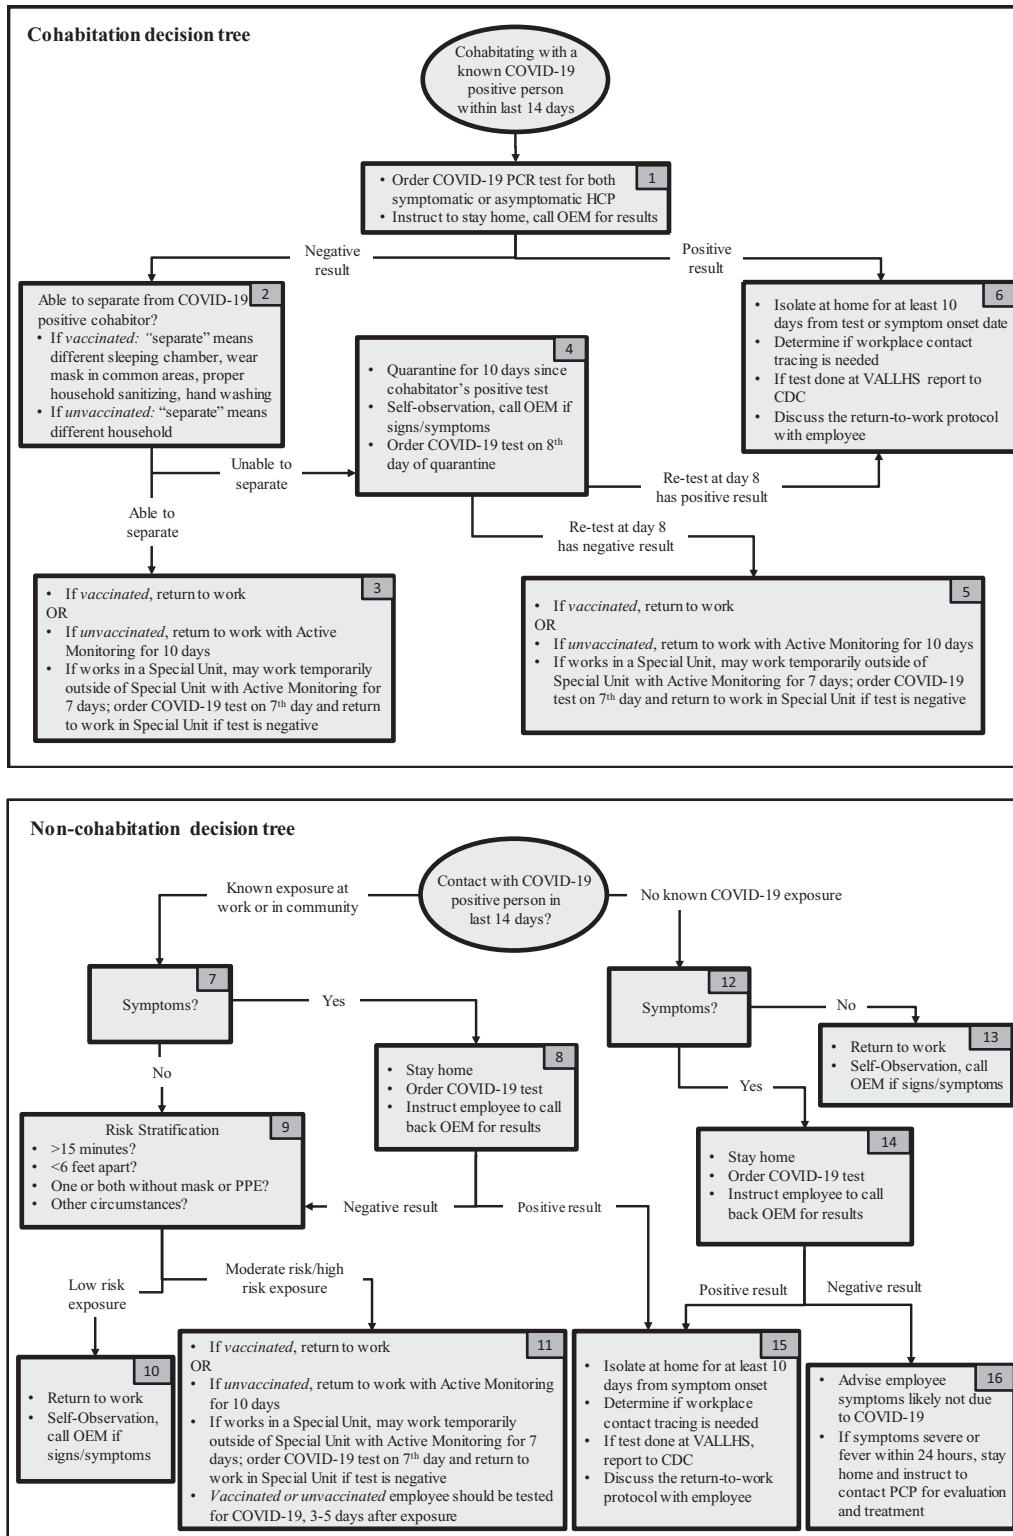 Cohabitation decision tree
Cohabitating with a
known COVID-19
positive person
within last 14 days
1
• Order COVID-19 PCR test for both
symptomatic or asymptomatic HCP
• Instruct to stay home, call OEM for results
Negative
result
Positive
result
2
Able to separate from COVID-19
positive cohabitor?
• If vaccinated: “separate” means
different sleeping chamber, wear
mask in common areas, proper
household sanitizing, hand washing
• If unvaccinated: “separate” means
different household
4
• Quarantine for 10 days since
cohabitator’s positive test
• Self-observation, call OEM if
signs/symptoms
• Order COVID-19 test on 8th
day of quarantine
6
• Isolate at home for at least 10
days from test or symptom onset date
• Determine if workplace contact
tracing is needed
• If test done at VALLHS report to
CDC
• Discuss the return-to-work protocol
with employee
Unable to
separate
Able to
separate
Re-test at day 8
has positive result
Re-test at day 8
has negative result
3
• If vaccinated, return to work
OR
• If unvaccinated, return to work with Active
Monitoring for 10 days
• If works in a Special Unit, may work temporarily
outside of Special Unit with Active Monitoring for
7 days; order COVID-19 test on 7th day and return
to work in Special Unit if test is negative
5
• If vaccinated, return to work
OR
• If unvaccinated, return to work with Active Monitoring for 10 days
• If works in a Special Unit, may work temporarily outside of
Special Unit with Active Monitoring for 7 days; order COVID-19
test on 7th day and return to work in Special Unit if test is negative
Non-cohabitation decision tree
Contact with COVID-19
positive person in
last 14 days?
Known exposure at
work or in community
No known COVID-19 exposure
7
Symptoms?
Yes
No
12
Symptoms?
No
Yes
8
• Stay home
• Order COVID-19 test
• Instruct employee to call
back OEM for results
13
• Return to work
• Self-Observation, call
OEM if signs/symptoms
9
Risk Stratification
• >15 minutes?
• <6 feet apart?
• One or both without mask or PPE?
• Other circumstances?
14
• Stay home
• Order COVID-19 test
• Instruct employee to call
back OEM for results
Negative result
Positive result
Low risk
exposure
Moderate risk/high
risk exposure
Positive result
Negative result
10
• Return to work
• Self-Observation,
call OEM if
signs/symptoms
11
• If vaccinated, return to work
OR
• If unvaccinated, return to work with Active Monitoring
for 10 days
• If works in a Special Unit, may work temporarily
outside of Special Unit with Active Monitoring for 7
days; order COVID-19 test on 7th day and return to
work in Special Unit if test is negative
• Vaccinated or unvaccinated employee should be tested
for COVID-19, 3-5 days after exposure
15
• Isolate at home for at least 10
days from symptom onset
• Determine if workplace
contact tracing is needed
• If test done at VALLHS,
report to CDC
• Discuss the return-to-work
protocol with employee
16
• Advise employee
symptoms likely not due
to COVID-19
• If symptoms severe or
fever within 24 hours, stay
home and instruct to
contact PCP for evaluation
and treatment